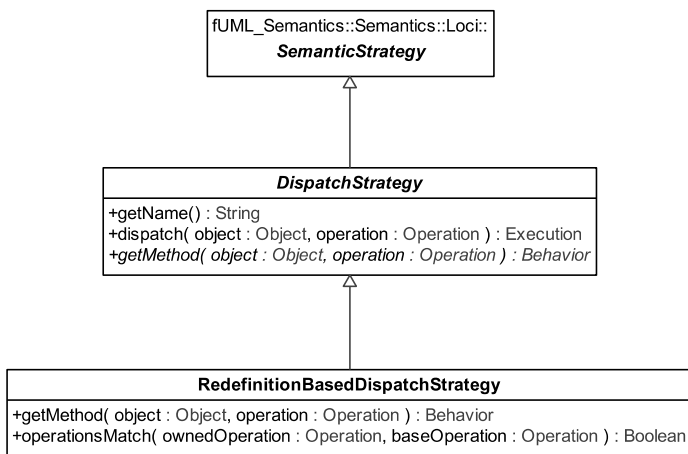 fUML_Semantics::Semantics::Loci::
SemanticStrategy
DispatchStrategy
+getName() : String
+dispatch( object : Object, operation : Operation ) : Execution
+getMethod( object : Object, operation : Operation ) : Behavior
RedefinitionBasedDispatchStrategy
+getMethod( object : Object, operation : Operation ) : Behavior
+operationsMatch( ownedOperation : Operation, baseOperation : Operation ) : Boolean